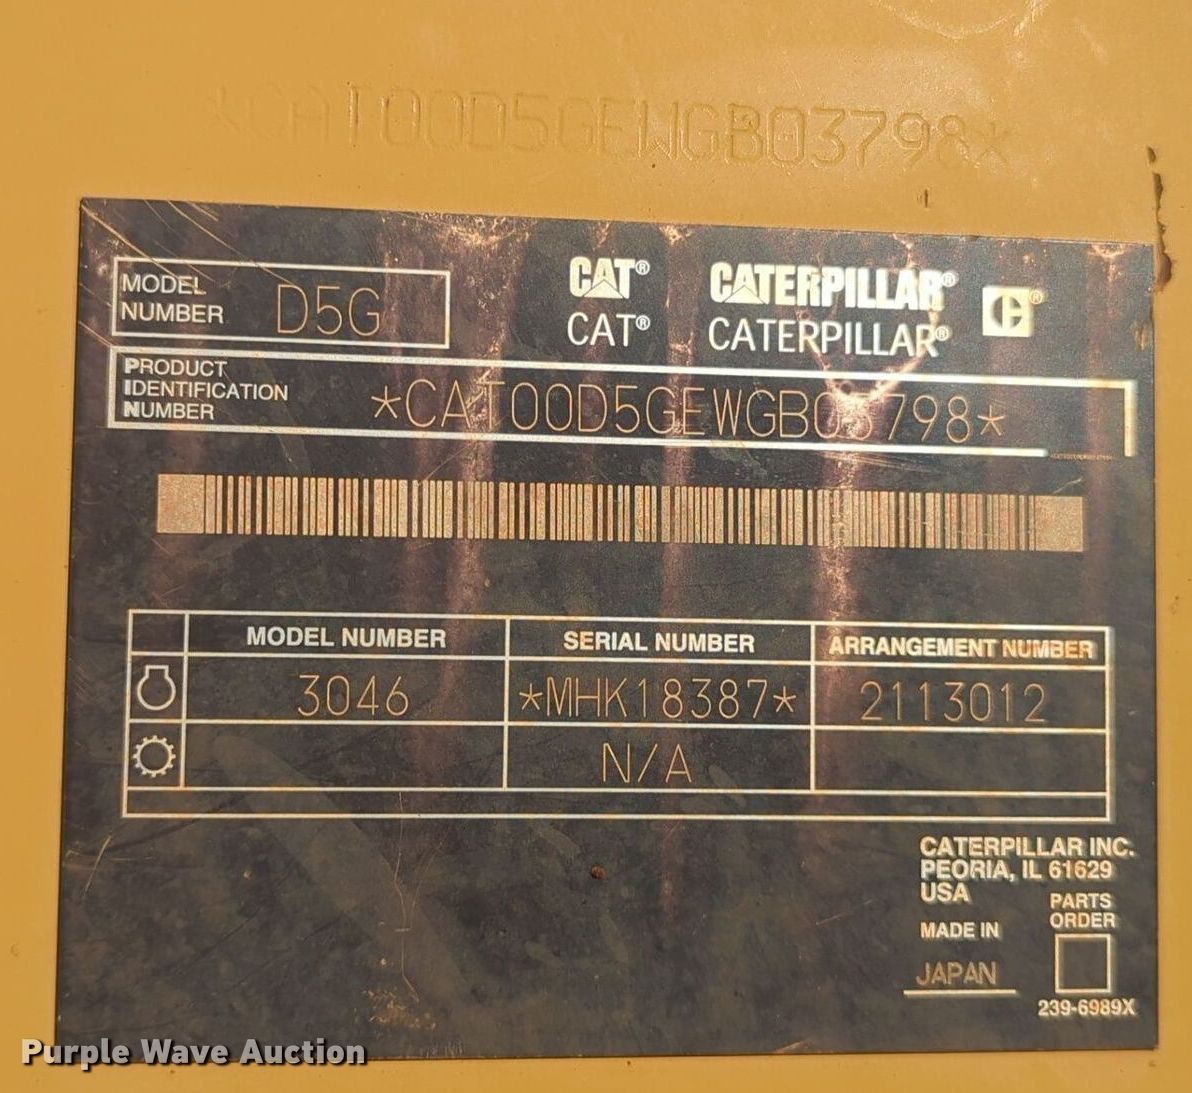 *CAT00D5GEWGB03798*
MODEL NUMBER D5G
CAT® CATERPILLAR® C®
CAT® CATERPILLAR®
PRODUCT IDENTIFICATION NUMBER *CAT00D5GEWGB03798*
MODEL NUMBER SERIAL NUMBER ARRANGEMENT NUMBER
3046 *MHK18387* 2113012
N/A
CATERPILLAR INC.
PEORIA, IL 61629
USA
PARTS
ORDER
MADE IN
JAPAN
239-6989X
Purple Wave Auction